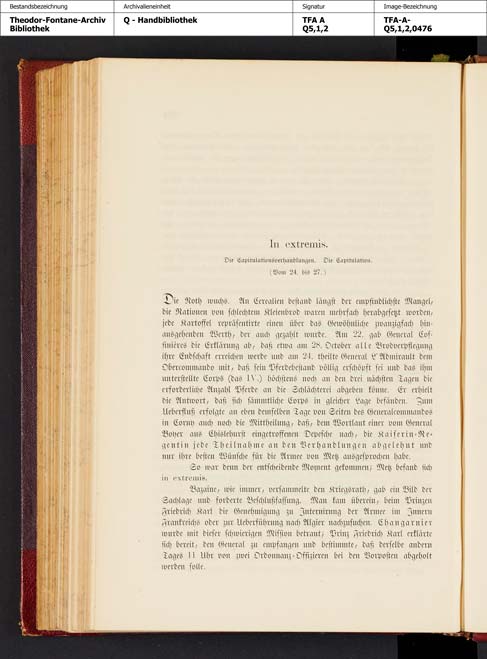 Bestandsbezeichnung
Archivalieneinheit
Signatur
Image-Bezeichnung
Theodor-Fontane-Archiv
Bibliothek
Q - Handbibliothek
TFA A
Q5,1,2
TFA-A-
Q5,1,2,0476
In extremis.
Die Capitulationsverhandlungen. Die Capitulation.
(Vom 24. bis 27.)
Die Noth wuchs. An Cerealien bestand längst der empfindlichste Mangel,
die Rationen von schlechtem Kleienbrod waren mehrfach herabgesetzt worden,
jede Kartoffel repräsentirte einen über das Gewöhnliche zwanzigfach hin-
ausgehenden Werth, der auch gezahlt wurde. Am 22. gab General Cof-
finières die Erklärung ab, daß etwa am 28. October alle Brodverpflegung
ihre Endschaft erreichen werde und am 24. theilte General L'Admirault dem
Obercommando mit, daß sein Pferdebestand völlig erschöpft sei und das ihm
unterstellte Corps (das IV.) höchstens noch an den drei nächsten Tagen die
erforderliche Anzahl Pferde an die Schlächterei abgeben könne. Er erhielt
die Antwort, daß sich sämmtliche Corps in gleicher Lage befänden. Zum
Ueberfluß erfolgte an eben demselben Tage von Seiten des Generalcommandos
in Corny auch noch die Mittheilung, daß, dem Wortlaut einer vom General
Boyer aus Chislehurst eingetroffenen Depesche nach, die Kaiserin-Re-
gentin jede Theilnahme an den Verhandlungen abgelehnt und
nur ihre besten Wünsche für die Armee von Metz ausgesprochen habe.
So war denn der entscheidende Moment gekommen; Metz befand sich
in extremis.
Bazaine, wie immer, versammelte den Kriegsrath, gab ein Bild der
Sachlage und forderte Beschlußfassung. Man kam überein, beim Prinzen
Friedrich Karl die Genehmigung zu Internirung der Armee im Innern
Frankreichs oder zur Ueberführung nach Algier nachzusuchen. Changarnier
wurde mit dieser schwierigen Mission betraut; Prinz Friedrich Karl erklärte
sich bereit, den General zu empfangen und bestimmte, daß derselbe andern
Tages 11 Uhr von zwei Ordonnanz-Offizieren bei den Vorposten abgeholt
werden solle.